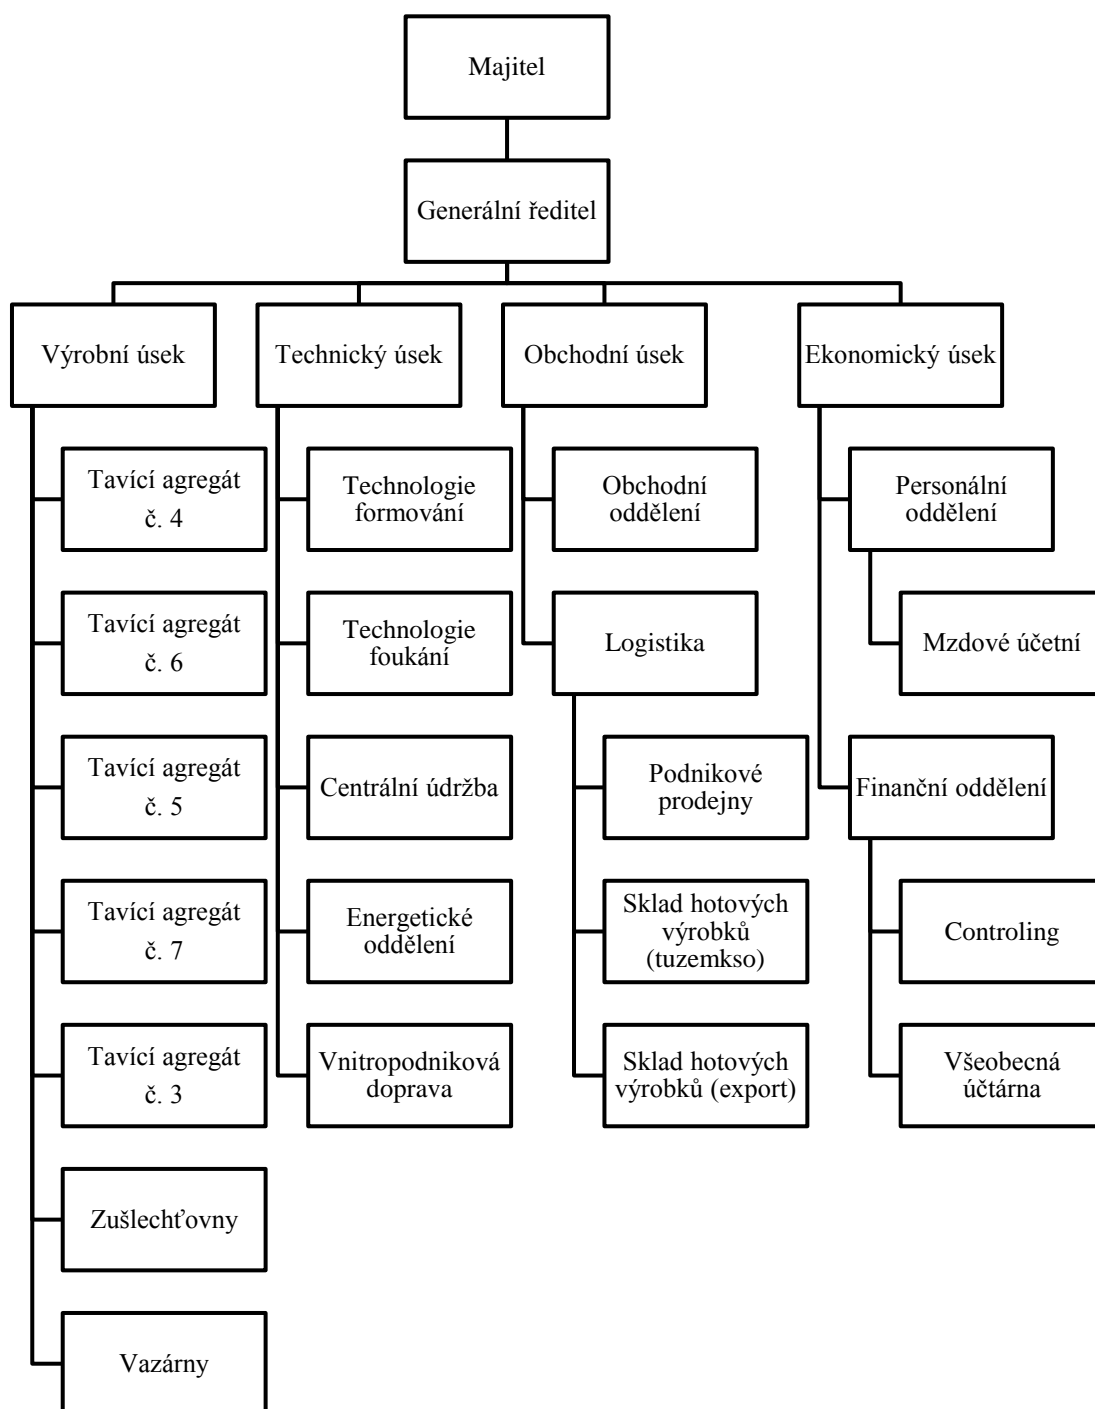 Majitel
Generální ředitel
Výrobní úsek
Technický úsek
Obchodní úsek
Ekonomický úsek
Tavící agregát
č. 4
Technologie
formování
Obchodní
oddělení
Personální
oddělení
Tavící agregát
č. 6
Technologie
foukání
Logistika
Mzdové účetní
Tavící agregát
č. 5
Centrální údržba
Podnikové
prodejny
Finanční oddělení
Tavící agregát
č. 7
Energetické
oddělení
Sklad hotových
výrobků
(tuzemkso)
Controling
Tavící agregát
č. 3
Vnitropodniková
doprava
Sklad hotových
výrobků (export)
Všeobecná
účtárna
Zušlechťovny
Vazárny